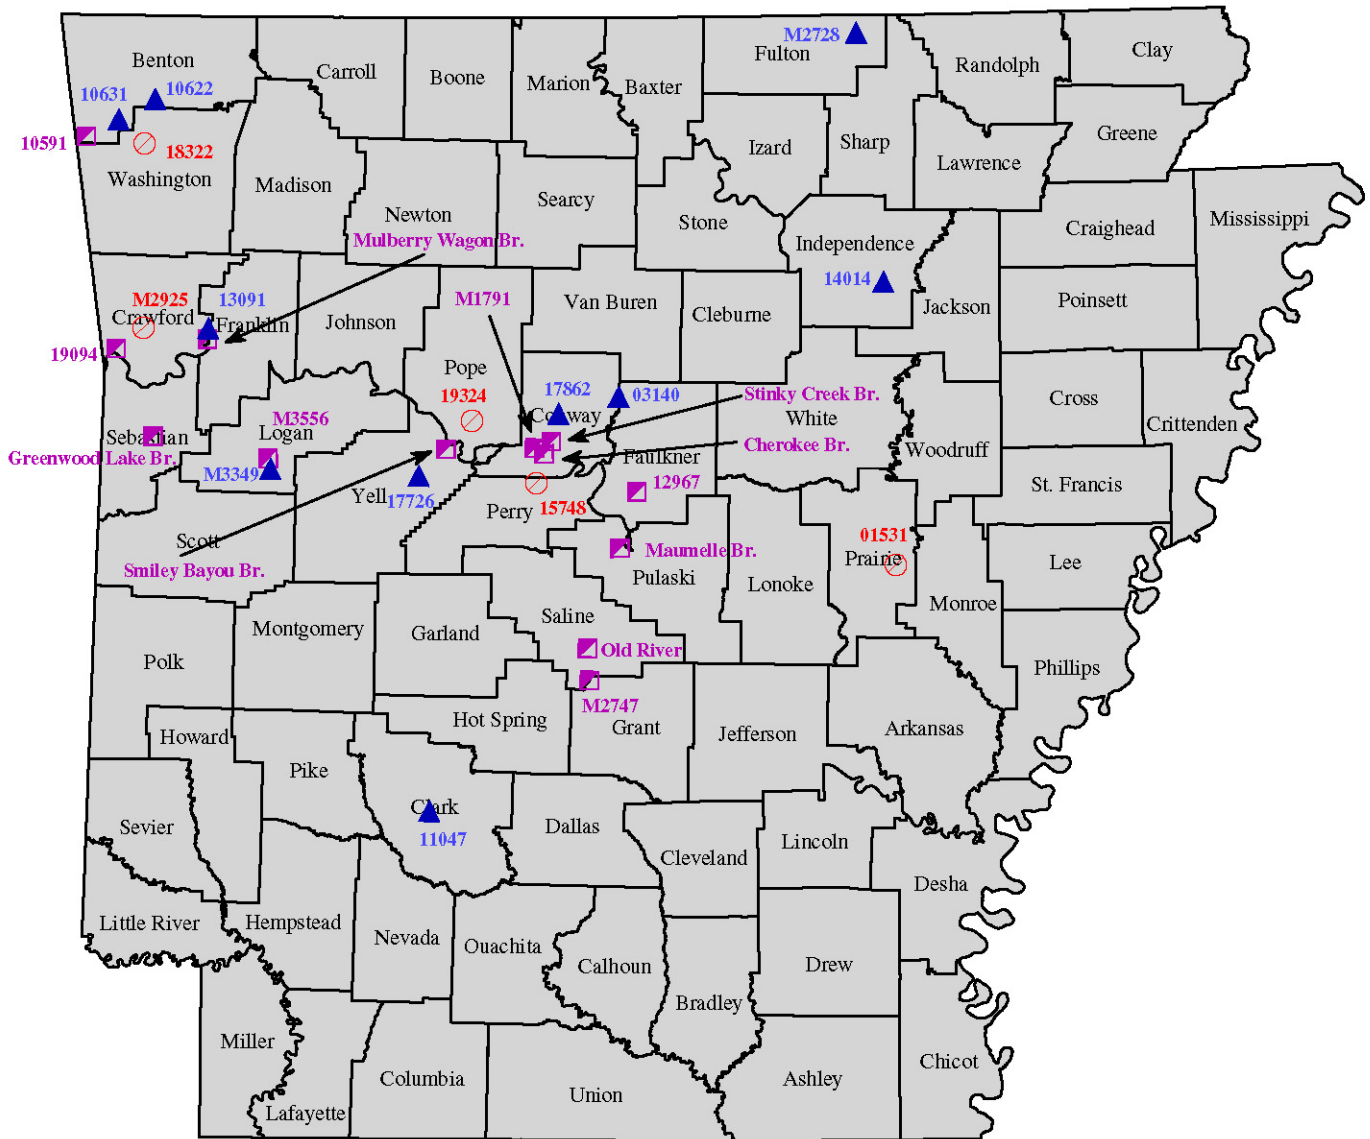 M2728
Clay
Benton
Fulton
Randolph
Carroll
Boone
Marion
Baxter
10631
10622
Greene
10591
18322
Izard
Sharp
Lawrence
Washington
Madison
Searcy
Newton
Stone
Craighead
Mississippi
Mulberry Wagon Br.
Independence
14014
M2925
13091
M1791
Van Buren
Poinsett
Jackson
Crawford
Franklin
Johnson
Cleburne
19094
Pope
19324
17862
03140
Stinky Creek Br.
Cross
Conway
White
Crittenden
M3556
Sebastian
Logan
Cherokee Br.
Woodruff
Greenwood Lake Br.
Faulkner
M3349
12967
St. Francis
Yell
17726
Perry
15748
01531
Scott
Maumelle Br.
Prairie
Lee
Smiley Bayou Br.
Pulaski
Lonoke
Monroe
Saline
Montgomery
Garland
Old River
Polk
Phillips
M2747
Hot Spring
Grant
Arkansas
Howard
Jefferson
Pike
Clark
Sevier
Dallas
11047
Lincoln
Cleveland
Desha
Little River
Hempstead
Nevada
Ouachita
Calhoun
Drew
Bradley
Miller
Chicot
Columbia
Ashley
Union
Lafayette